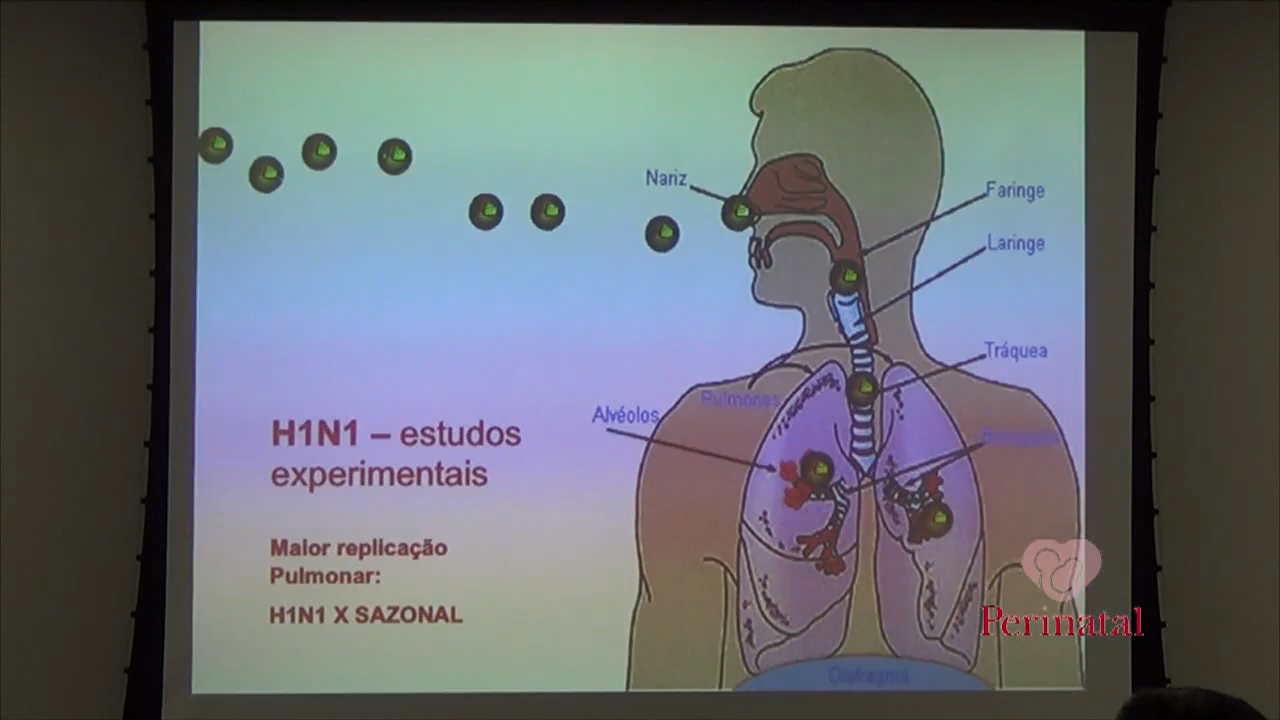 Nariz
Faringe
Laringe
Tráquea
Pulmones
Alvéolos
H1N1 – estudos
experimentais
Maior replicação
Pulmonar:
H1N1 X SAZONAL
Diafragma
Perinatal